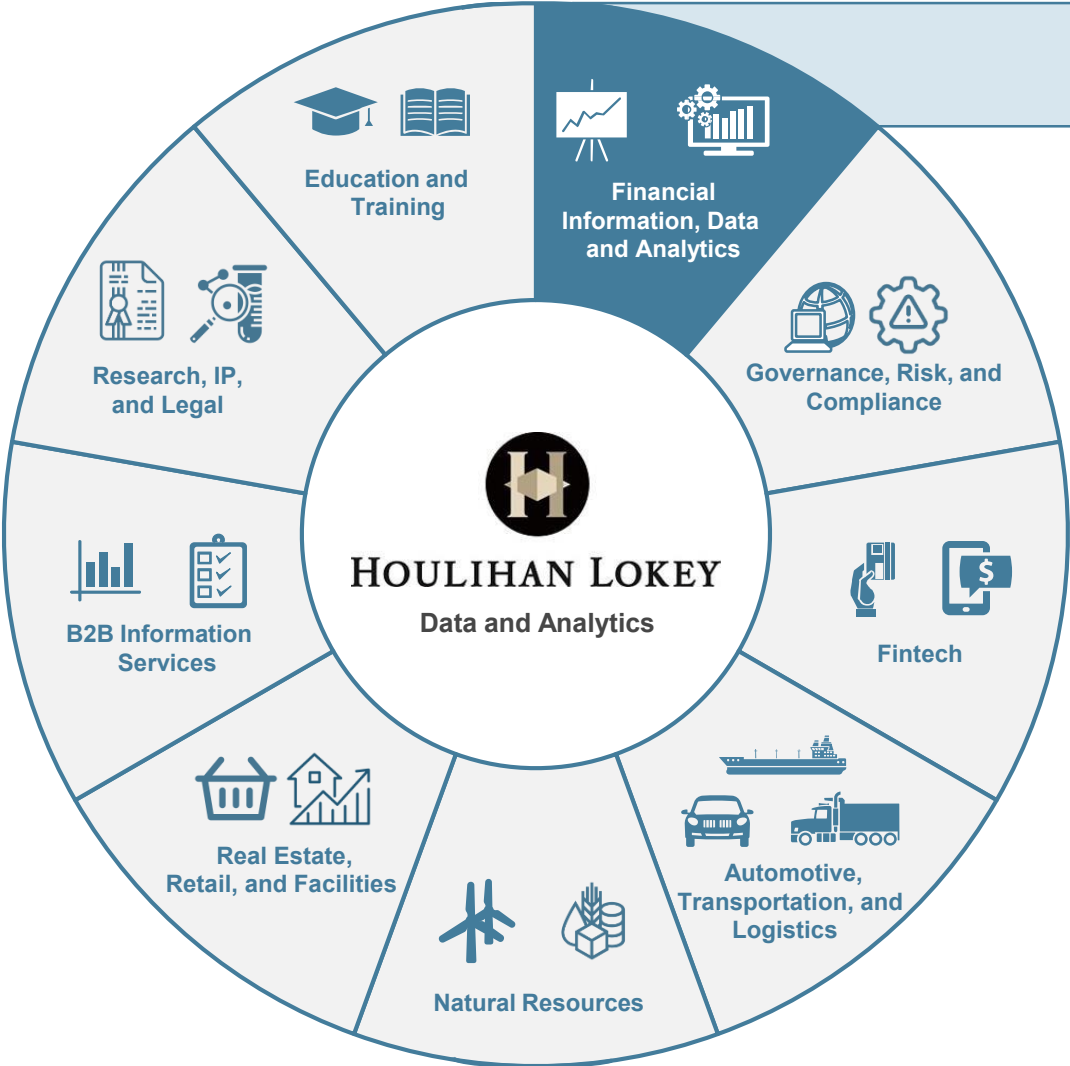 Education and
Training
Financial
Information, Data
and Analytics
Governance, Risk, and
Compliance
Fintech
Automotive,
Transportation, and
Logistics
Natural Resources
Real Estate,
Retail, and Facilities
B2B Information
Services
Research, IP,
and Legal
H
HOULIHAN LOKEY
Data and Analytics
$